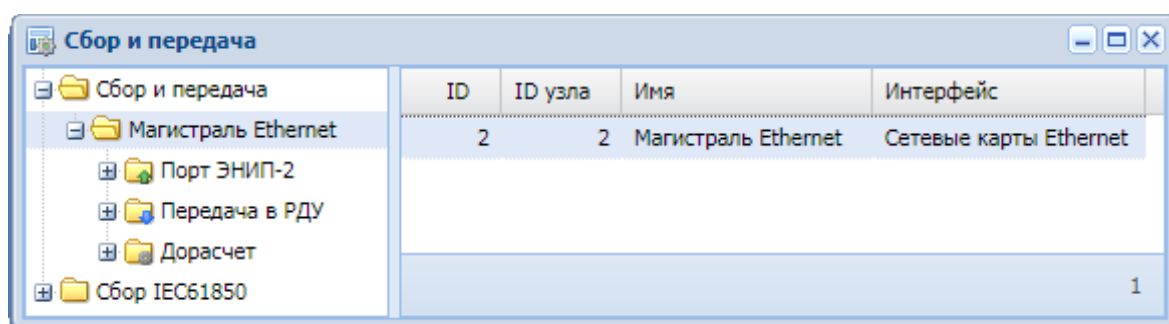 Сбор и передача
Сбор и передача
Магистраль Ethernet
Порт ЭНИП-2
Передача в РДУ
Дорасчет
Сбор IEC61850
ID ID узла Имя Интерфейс
2 2 Магистраль Ethernet Сетевые карты Ethernet
1